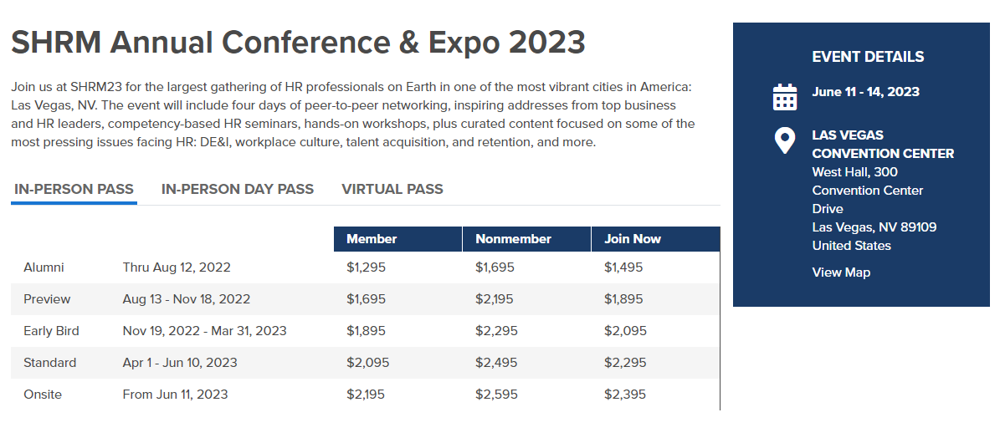 SHRM Annual Conference & Expo 2023
Join us at SHRM23 for the largest gathering of HR professionals on Earth in one of the most vibrant cities in America:
Las Vegas, NV. The event will include four days of peer-to-peer networking, inspiring addresses from top business
and HR leaders, competency-based HR seminars, hands-on workshops, plus curated content focused on some of the
most pressing issues facing HR: DE&I, workplace culture, talent acquisition, and retention, and more.
IN-PERSON PASS IN-PERSON DAY PASS VIRTUAL PASS
Member Nonmember Join Now
Alumni Thru Aug 12, 2022 $1,295 $1,695 $1,495
Preview Aug 13 - Nov 18, 2022 $1,695 $2,195 $1,895
Early Bird Nov 19, 2022 - Mar 31, 2023 $1,895 $2,295 $2,095
Standard Apr 1 - Jun 10, 2023 $2,095 $2,495 $2,295
Onsite From Jun 11, 2023 $2,195 $2,595 $2,395
EVENT DETAILS
June 11 - 14, 2023
LAS VEGAS
CONVENTION CENTER
West Hall, 300
Convention Center
Drive
Las Vegas, NV 89109
United States
View Map